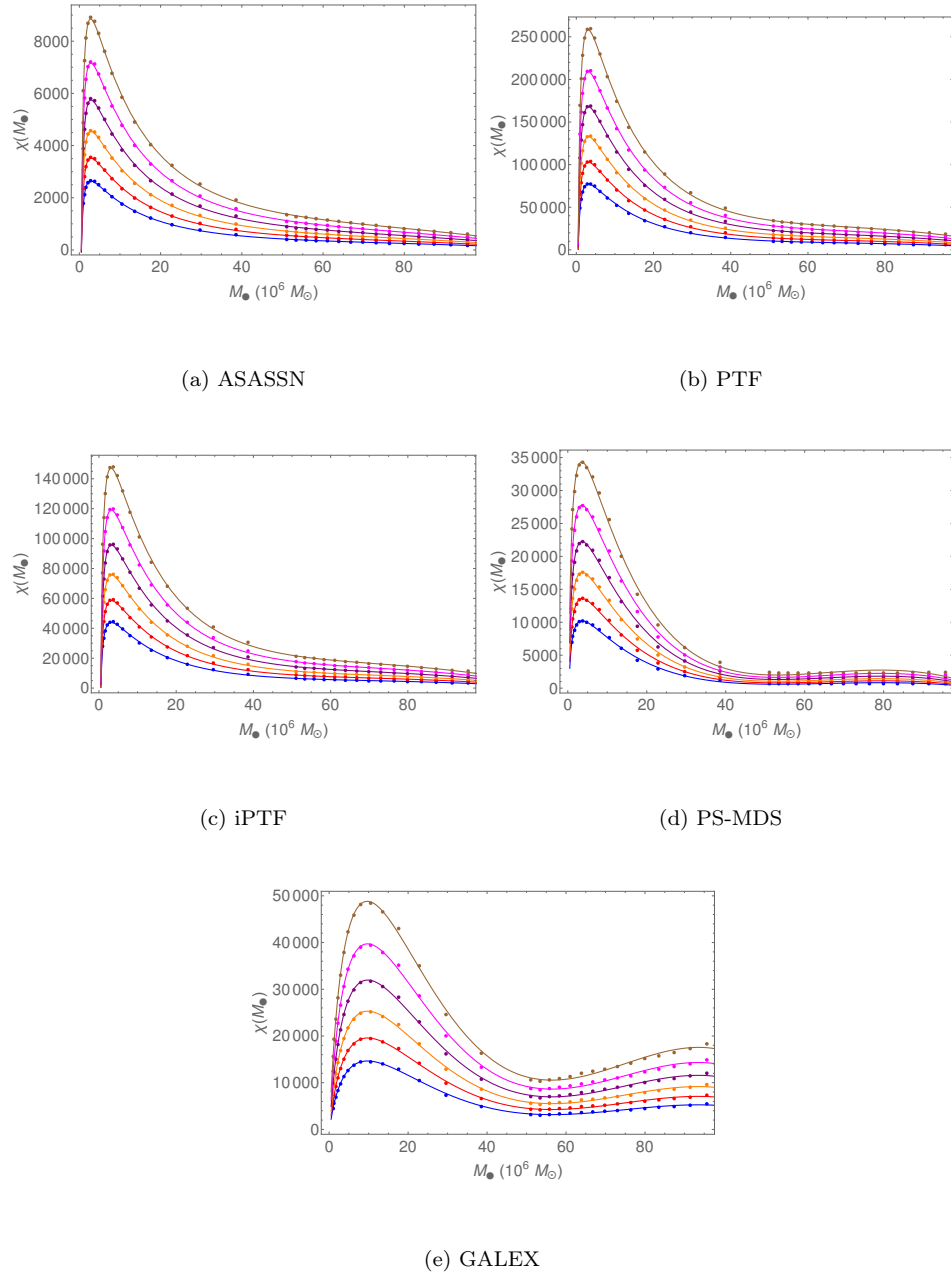 8000
6000
4000
2000
0
χ(M●)
0 20 40 60 80
M● (10⁶ M⊙)
(a) ASASSN
250 000
200 000
150 000
100 000
50 000
0
χ(M●)
0 20 40 60 80
M● (10⁶ M⊙)
(b) PTF
140 000
120 000
100 000
80 000
60 000
40 000
20 000
0
χ(M●)
0 20 40 60 80
M● (10⁶ M⊙)
(c) iPTF
35 000
30 000
25 000
20 000
15 000
10 000
5000
0
χ(M●)
0 20 40 60 80
M● (10⁶ M⊙)
(d) PS-MDS
50 000
40 000
30 000
20 000
10 000
0
χ(M●)
0 20 40 60 80
M● (10⁶ M⊙)
(e) GALEX